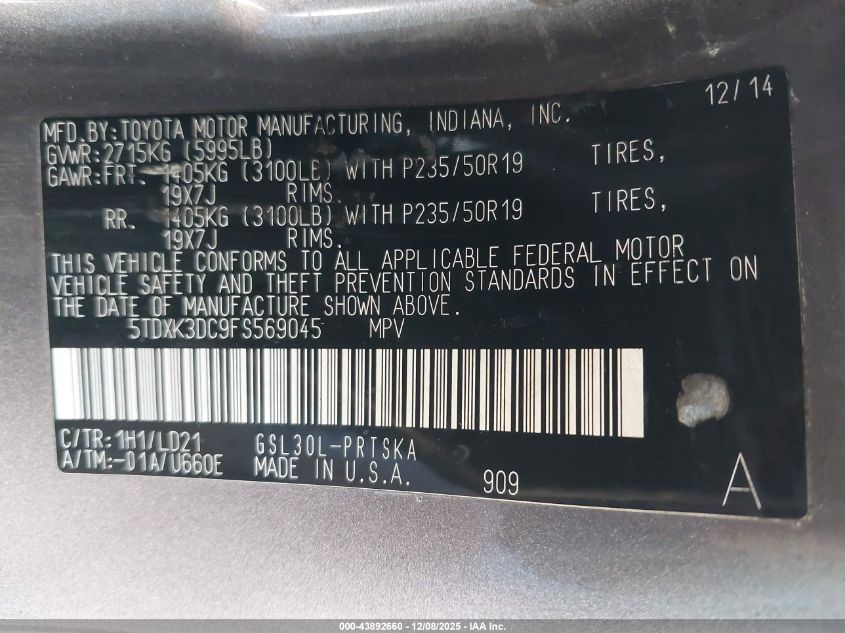 12/14
MFD.BY:TOYOTA MOTOR MANUFACTURING, INDIANA, INC.
GVWR:2715KG (5995LB)
GAWR:FRT. 1405KG (3100LB) WITH P235/50R19 TIRES,
19X7J RIMS.
RR. 1405KG (3100LB) WITH P235/50R19 TIRES,
19X7J RIMS.
THIS VEHICLE CONFORMS TO ALL APPLICABLE FEDERAL MOTOR
VEHICLE SAFETY AND THEFT PREVENTION STANDARDS IN EFFECT ON
THE DATE OF MANUFACTURE SHOWN ABOVE.
5TDXK3DC9FS569045 MPV
C/TR:1H1/LD21 GSL30L-PRTSKA
A/TM:-01A/U660E MADE IN U.S.A. 909 A
000-43892660 - 12/08/2025 - IAA Inc.